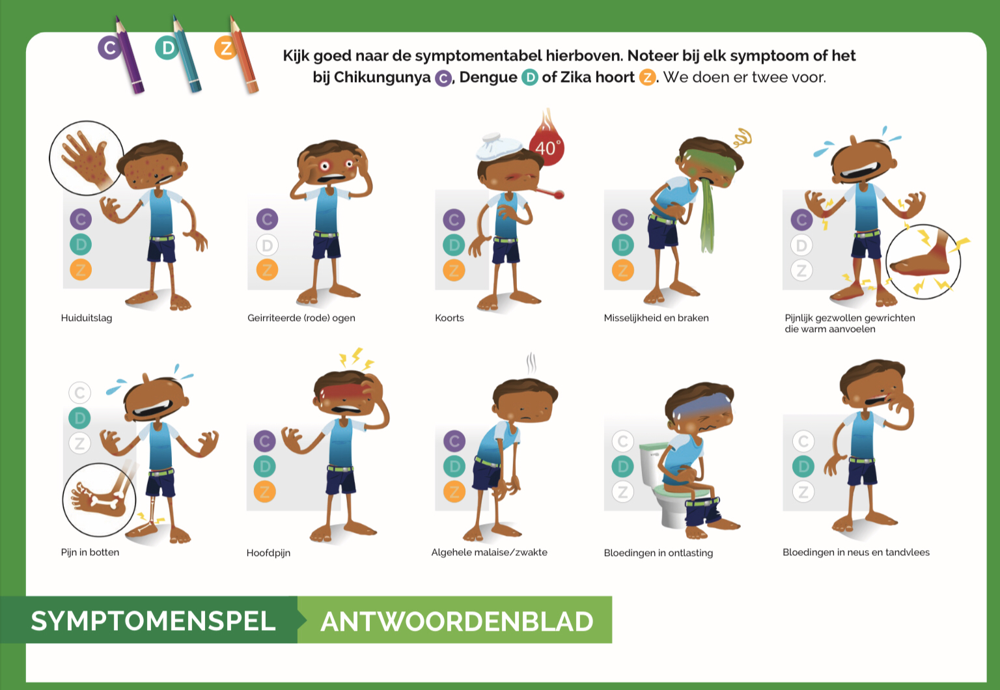 C D Z
Kijk goed naar de symptomentabel hierboven. Noteer bij elk symptoom of het
bij Chikungunya C, Dengue D of Zika hoort Z. We doen er twee voor.
40°
C
D
Z
Huiduitslag
C
D
Z
Geirriteerde (rode) ogen
C
D
Z
Koorts
C
D
Z
Misselijkheid en braken
C
D
Z
Pijnlijk gezwollen gewrichten
die warm aanvoelen
C
D
Z
Pijn in botten
C
D
Z
Hoofdpijn
C
D
Z
Algehele malaise/zwakte
C
D
Z
Bloedingen in ontlasting
C
D
Z
Bloedingen in neus en tandvlees
SYMPTOMENSPEL
ANTWOORDENBLAD